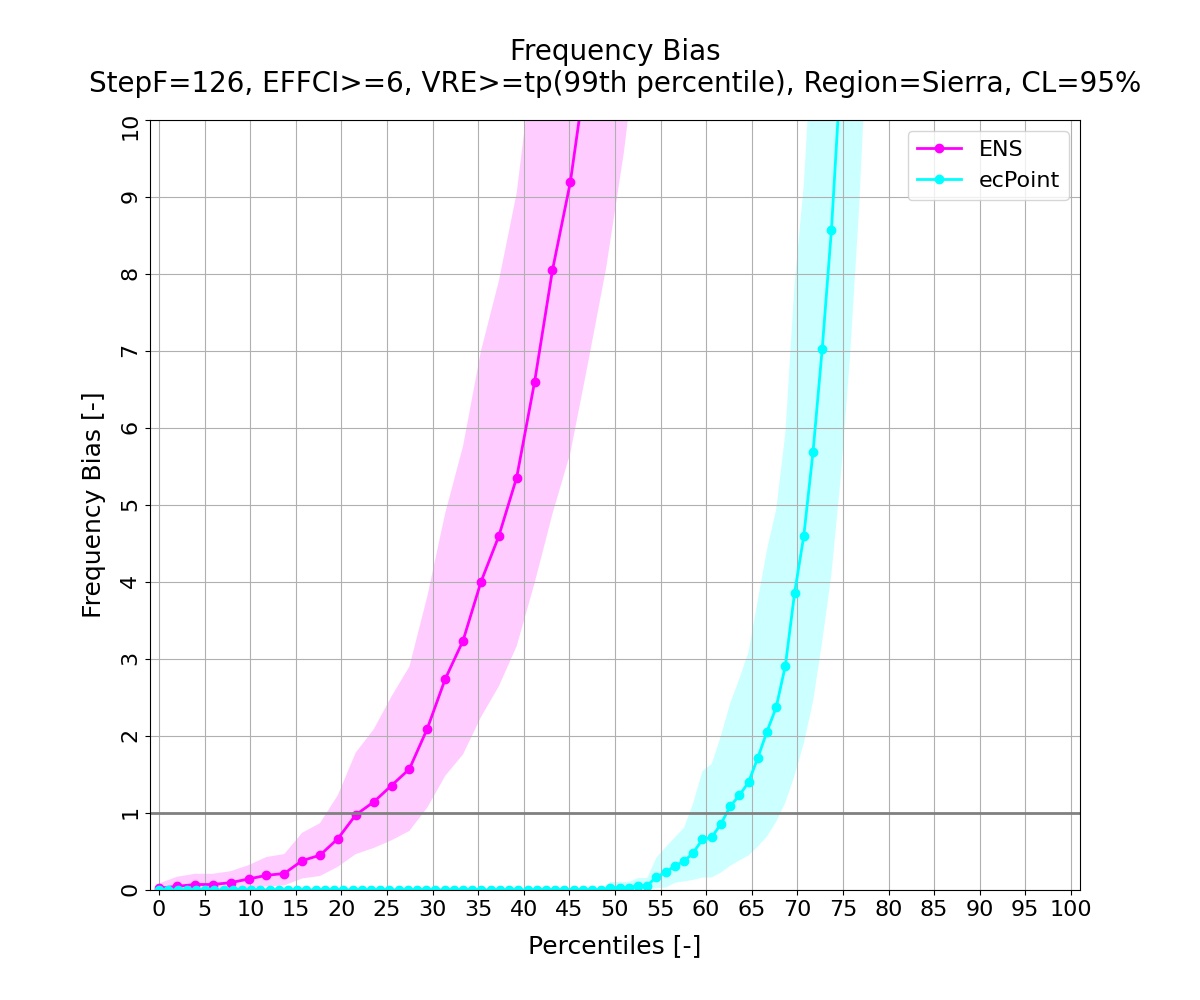 Frequency Bias
StepF=126, EFFCI>=6, VRE>=tp(99th percentile), Region=Sierra, CL=95%
ENS
ecPoint
Frequency Bias [-]
10
9
8
7
6
5
4
3
2
1
0
0 5 10 15 20 25 30 35 40 45 50 55 60 65 70 75 80 85 90 95 100
Percentiles [-]